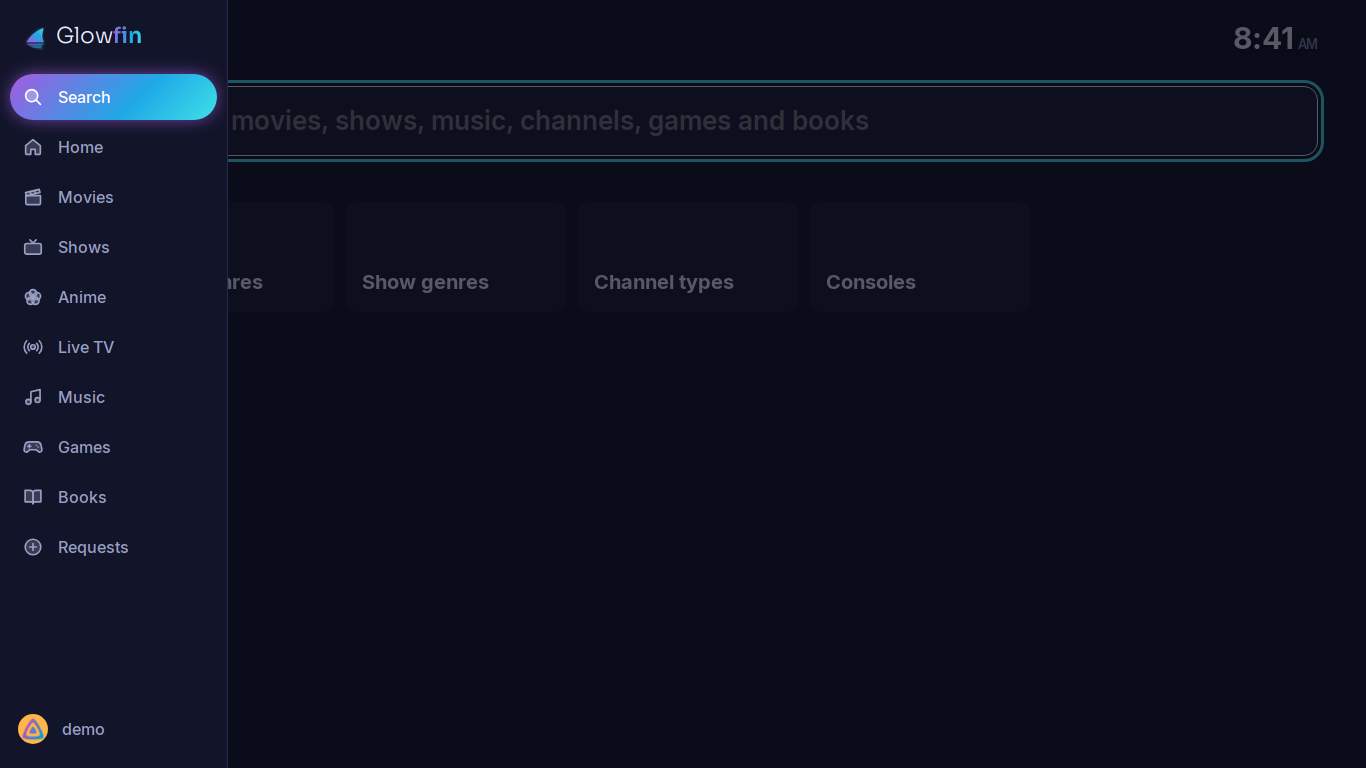 Glowfin
8:41 AM
Search
movies, shows, music, channels, games and books
Home
Movies
Shows
Anime
Live TV
Music
Games
Books
Requests
Show genres
Channel types
Consoles
demo